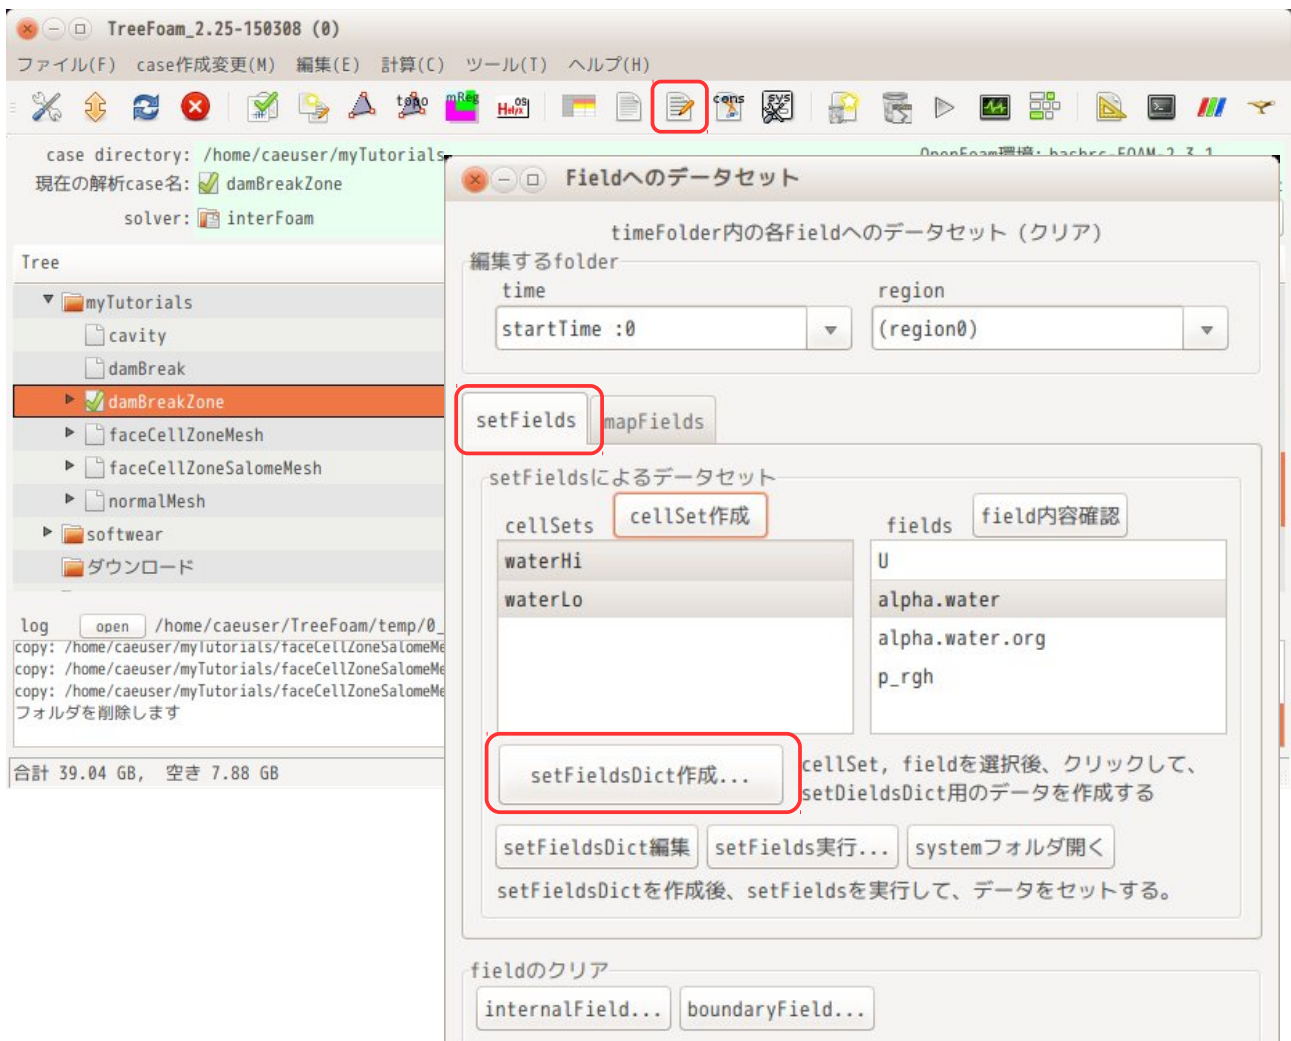 TreeFoam_2.25-150308 (0)
ファイル(F) case作成変更(M) 編集(E) 計算(C) ツール(T) ヘルプ(H)
topo mReg Helyx OS cons sys
case directory: /home/caeuser/myTutorials
現在の解析case名: damBreakZone
solver: interFoam
Tree
myTutorials
cavity
damBreak
damBreakZone
faceCellZoneMesh
faceCellZoneSalomeMesh
normalMesh
softwear
ダウンロード
log open /home/caeuser/TreeFoam/temp/0_
copy: /home/caeuser/myTutorials/faceCellZoneSalomeMe
copy: /home/caeuser/myTutorials/faceCellZoneSalomeMe
copy: /home/caeuser/myTutorials/faceCellZoneSalomeMe
フォルダを削除します
合計 39.04 GB, 空き 7.88 GB
Fieldへのデータセット
timeFolder内の各Fieldへのデータセット (クリア)
編集するfolder
time region
startTime :0 (region0)
setFields mapFields
setFieldsによるデータセット
cellSets cellSet作成 fields field内容確認
waterHi U
waterLo alpha.water
alpha.water.org
p_rgh
setFieldsDict作成... cellSet, fieldを選択後、クリックして、
setDieldsDict用のデータを作成する
setFieldsDict編集 setFields実行... systemフォルダ開く
setFieldsDictを作成後、setFieldsを実行して、データをセットする。
fieldのクリア
internalField... boundaryField...